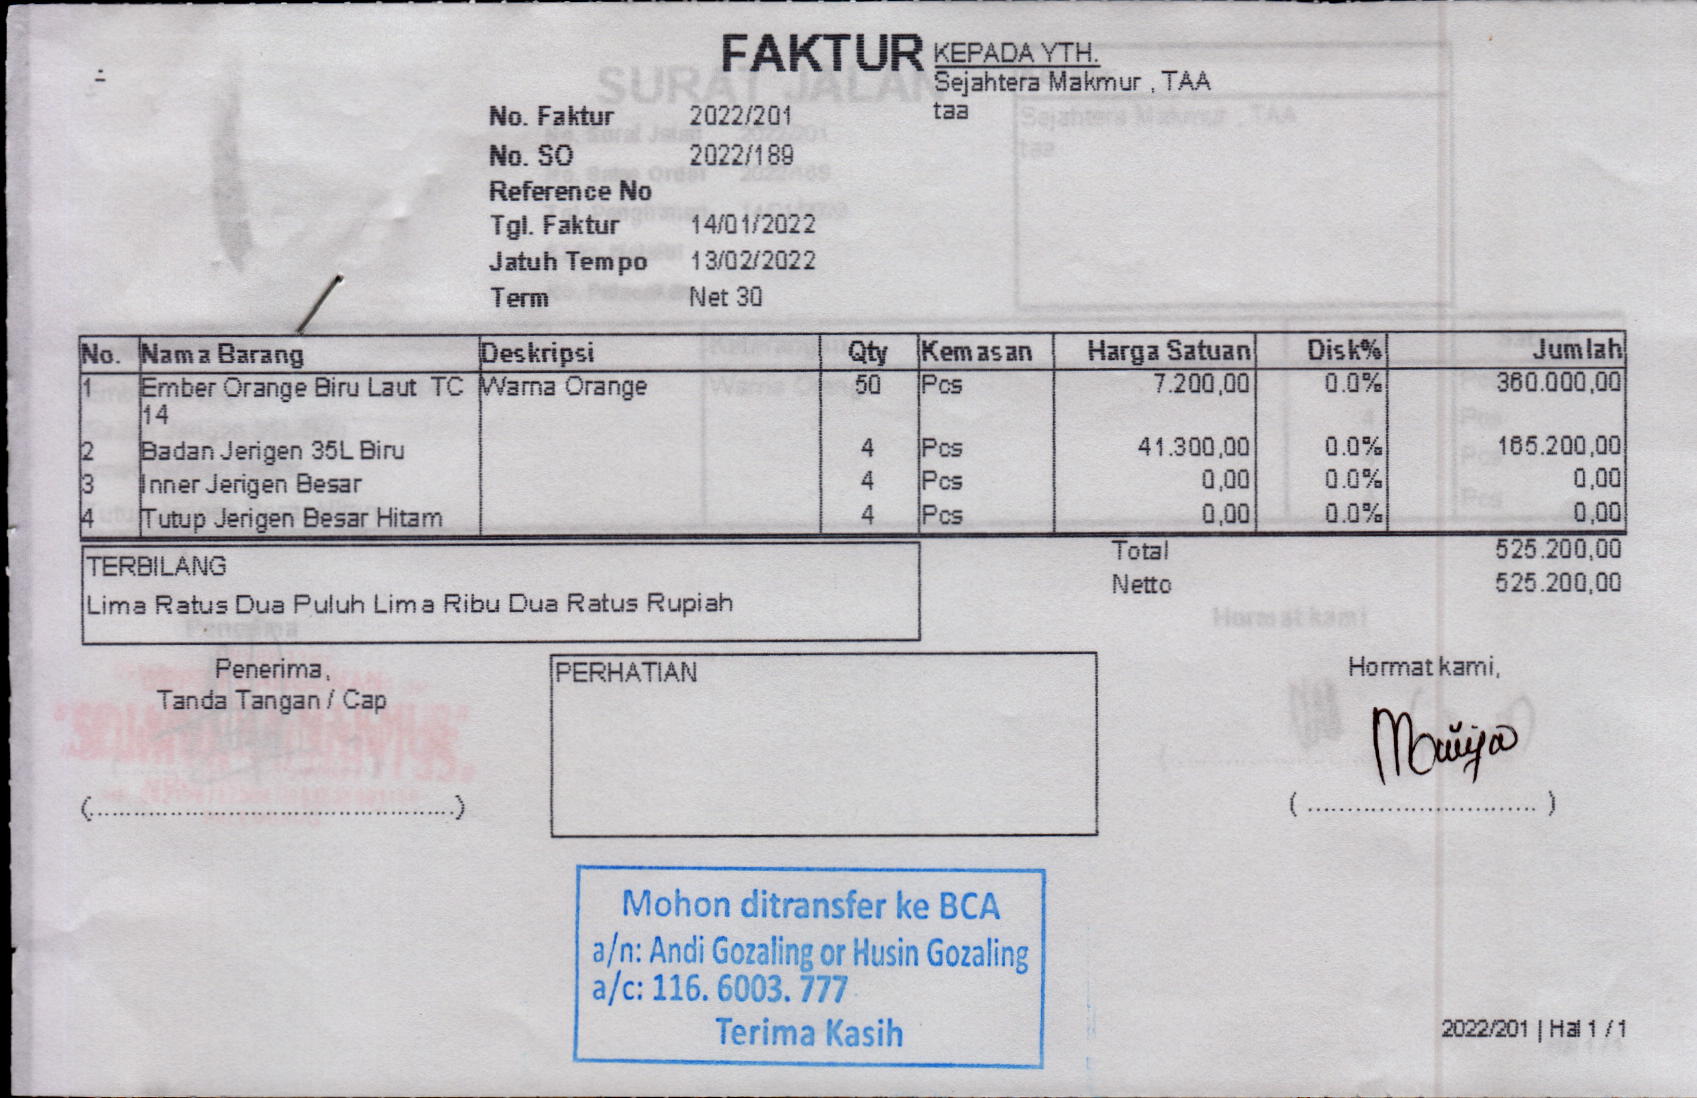 FAKTUR
KEPADA YTH.
Sejahtera Makmur , TAA
taa
SURAT JALAN
No. Faktur 2022/201
No. SO 2022/189
Reference No
Tgl. Faktur 14/01/2022
Jatuh Tempo 13/02/2022
Term Net 30
No. Nama Barang Deskripsi Qty Kemasan Harga Satuan Disk% Jumlah
1 Ember Orange Biru Laut TC Warna Orange 50 Pcs 7.200,00 0.0% 360.000,00
14
2 Badan Jerigen 35L Biru 4 Pcs 41.300,00 0.0% 165.200,00
3 Inner Jerigen Besar 4 Pcs 0,00 0.0% 0,00
4 Tutup Jerigen Besar Hitam 4 Pcs 0,00 0.0% 0,00
Total 525.200,00
Netto 525.200,00
TERBILANG
Lima Ratus Dua Puluh Lima Ribu Dua Ratus Rupiah
Penerima,
Tanda Tangan / Cap
PERHATIAN
Hormat kami,
(..............................................)
( ............................ )
Mohon ditransfer ke BCA
a/n: Andi Gozaling or Husin Gozaling
a/c: 116. 6003. 777
Terima Kasih
2022/201 | Hal 1 / 1